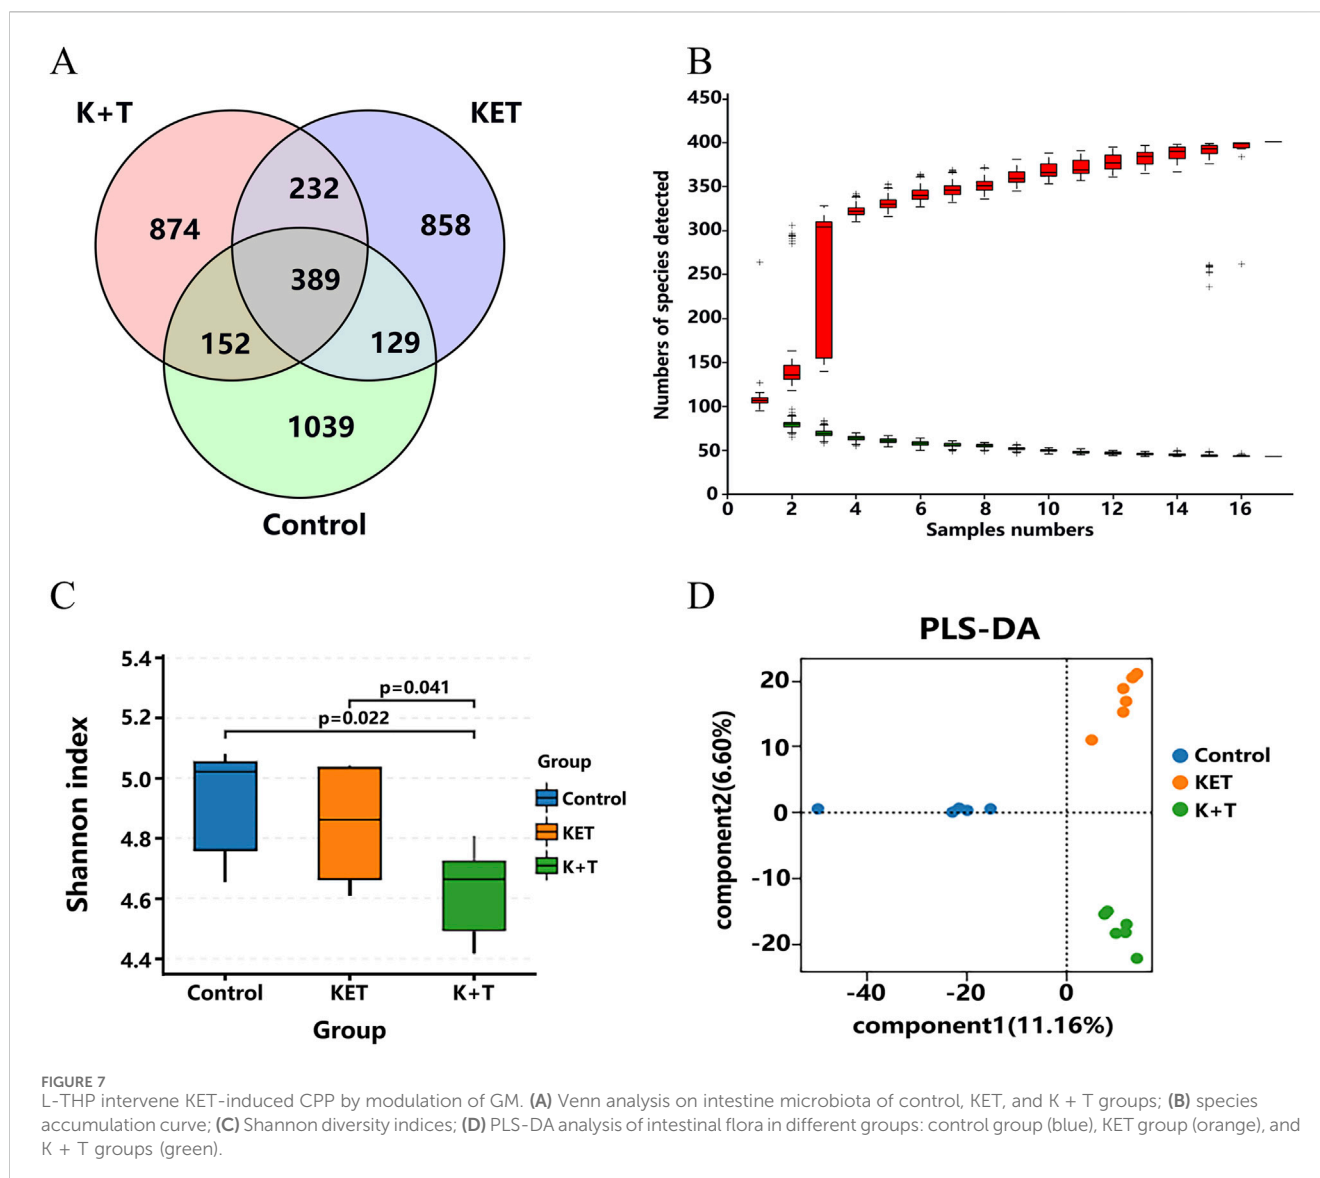 A
K+T
KET
232
874
858
389
152
129
1039
Control
B
Numbers of species detected
450
400
350
300
250
200
150
100
50
0
0 2 4 6 8 10 12 14 16
Samples numbers
C
Shannon index
5.4
5.2
5.0
4.8
4.6
4.4
p=0.041
p=0.022
Group
Control
KET
K+T
Control KET K+T
Group
D
PLS-DA
component2(6.60%)
20
10
0
-10
-20
-40 -20 0
component1(11.16%)
Control
KET
K+T
FIGURE 7
L-THP intervene KET-induced CPP by modulation of GM. (A) Venn analysis on intestine microbiota of control, KET, and K + T groups; (B) species
accumulation curve; (C) Shannon diversity indices; (D) PLS-DA analysis of intestinal flora in different groups: control group (blue), KET group (orange), and
K + T groups (green).